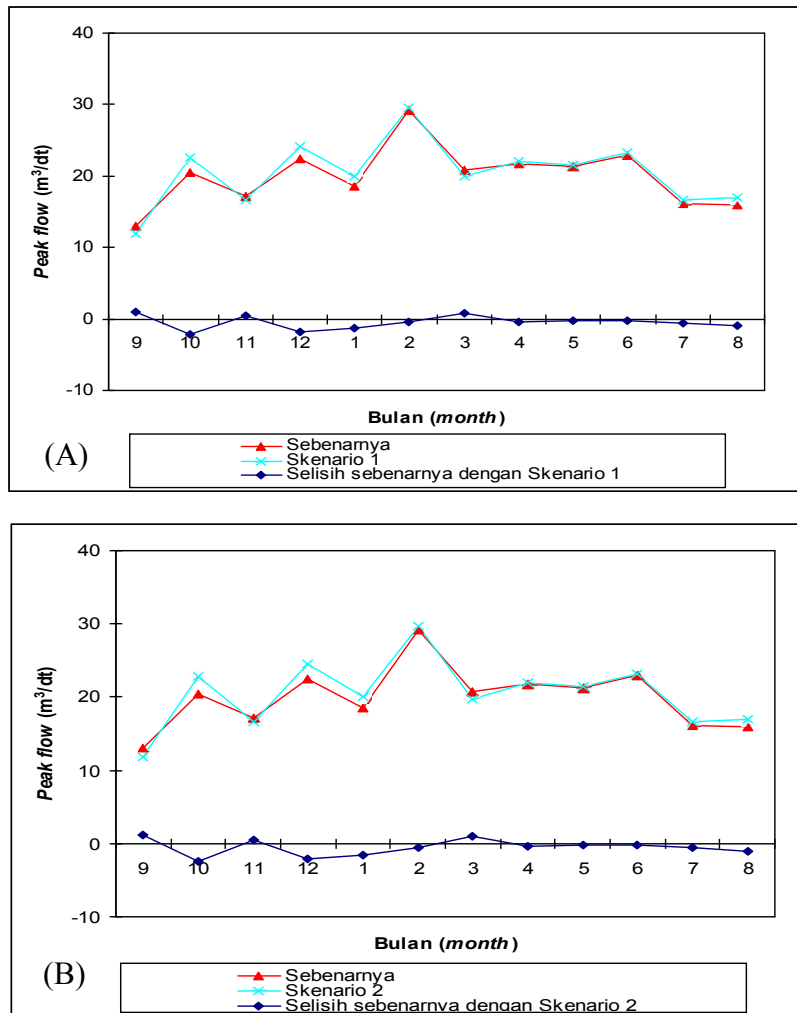 40
30
20
10
0
-10
Peak flow (m³/dt)
9 10 11 12 1 2 3 4 5 6 7 8
Bulan (month)
(A)
Sebenarnya
Skenario 1
Selisih sebenarnya dengan Skenario 1
40
30
20
10
0
-10
Peak flow (m³/dt)
9 10 11 12 1 2 3 4 5 6 7 8
Bulan (month)
(B)
Sebenarnya
Skenario 2
Selisih sebenarnya dengan Skenario 2